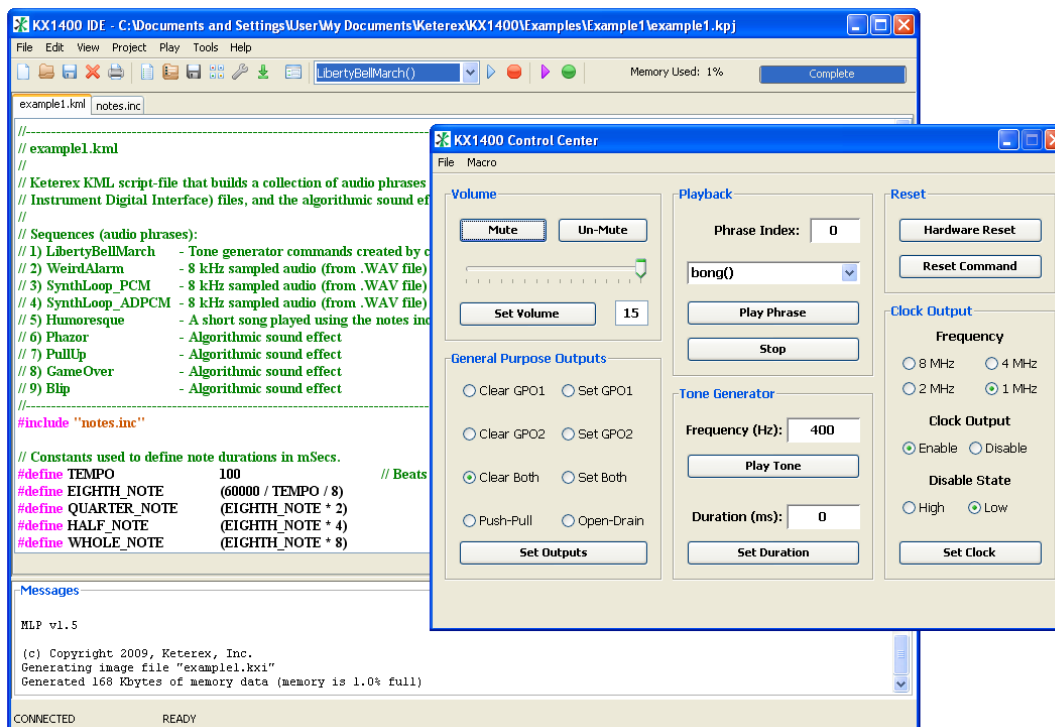 KX1400 IDE - C:\Documents and Settings\User\My Documents\Keterex\KX1400\Examples\Example1\example1.kpj
File Edit View Project Play Tools Help
LibertyBellMarch()
Memory Used: 1%
Complete
example1.kml notes.inc
//--------------------------------------------------------------
// example1.kml
//
// Keterex KML script-file that builds a collection of audio phrases
// Instrument Digital Interface) files, and the algorithmic sound ef
//
// Sequences (audio phrases):
// 1) LibertyBellMarch - Tone generator commands created by c
// 2) WeirdAlarm - 8 kHz sampled audio (from .WAV file)
// 3) SynthLoop_PCM - 8 kHz sampled audio (from .WAV file)
// 4) SynthLoop_ADPCM - 8 kHz sampled audio (from .WAV file)
// 5) Humoresque - A short song played using the notes inc
// 6) Phazor - Algorithmic sound effect
// 7) PullUp - Algorithmic sound effect
// 8) GameOver - Algorithmic sound effect
// 9) Blip - Algorithmic sound effect
//--------------------------------------------------------------
#include "notes.inc"
// Constants used to define note durations in mSecs.
#define TEMPO 100 // Beats
#define EIGHTH_NOTE (60000 / TEMPO / 8)
#define QUARTER_NOTE (EIGHTH_NOTE * 2)
#define HALF_NOTE (EIGHTH_NOTE * 4)
#define WHOLE_NOTE (EIGHTH_NOTE * 8)
Messages
MLP v1.5
(c) Copyright 2009, Keterex, Inc.
Generating image file "example1.kxi"
Generated 168 Kbytes of memory data (memory is 1.0% full)
CONNECTED READY
KX1400 Control Center
File Macro
Volume
Mute Un-Mute
Set Volume 15
General Purpose Outputs
Clear GPO1 Set GPO1
Clear GPO2 Set GPO2
Clear Both Set Both
Push-Pull Open-Drain
Set Outputs
Playback
Phrase Index: 0
bong()
Play Phrase
Stop
Tone Generator
Frequency (Hz): 400
Play Tone
Duration (ms): 0
Set Duration
Reset
Hardware Reset
Reset Command
Clock Output
Frequency
8 MHz 4 MHz
2 MHz 1 MHz
Clock Output
Enable Disable
Disable State
High Low
Set Clock